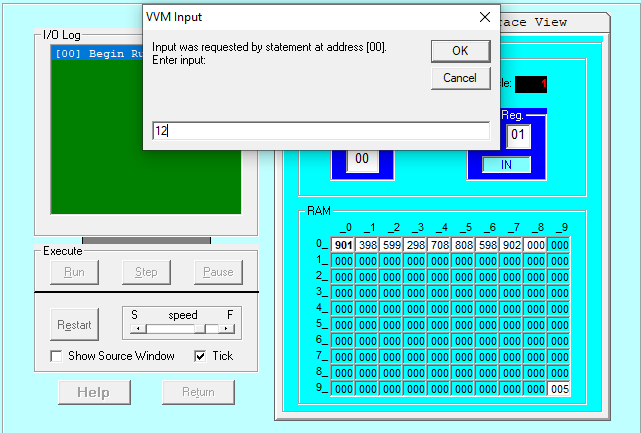 VVM Input
Input was requested by statement at address [00].
Enter input:
OK
Cancel
12
ace View
I/O Log
[00] Begin Ru
le: 1
Reg.
00
01
IN
RAM
_0 _1 _2 _3 _4 _5 _6 _7 _8 _9
0_ 901 398 599 298 708 808 598 902 000 000
1_ 000 000 000 000 000 000 000 000 000 000
2_ 000 000 000 000 000 000 000 000 000 000
3_ 000 000 000 000 000 000 000 000 000 000
4_ 000 000 000 000 000 000 000 000 000 000
5_ 000 000 000 000 000 000 000 000 000 000
6_ 000 000 000 000 000 000 000 000 000 000
7_ 000 000 000 000 000 000 000 000 000 000
8_ 000 000 000 000 000 000 000 000 000 000
9_ 000 000 000 000 000 000 000 000 000 005
Execute
Run Step Pause
Restart
S speed F
Show Source Window Tick
Help Return